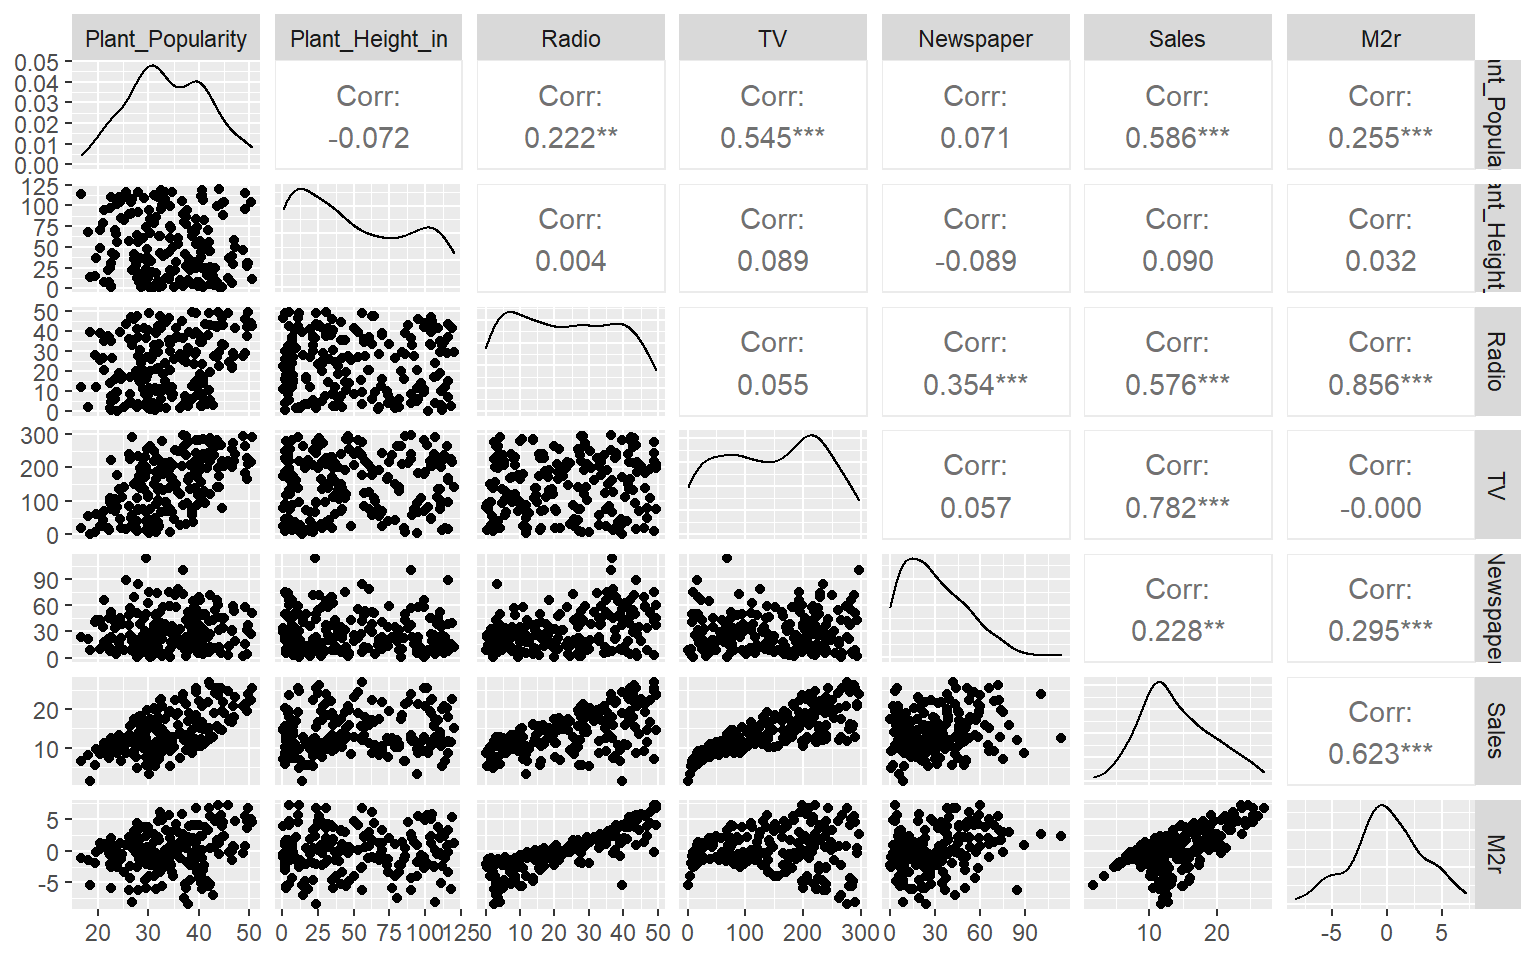 Plant_Popularity Plant_Height_in Radio TV Newspaper Sales M2r
0.05
0.04
0.03
0.02
0.01
0.00
Corr:
-0.072
Corr:
0.222**
Corr:
0.545***
Corr:
0.071
Corr:
0.586***
Corr:
0.255***
nt_Popula
125
100
75
50
25
0
Corr:
0.004
Corr:
0.089
Corr:
-0.089
Corr:
0.090
Corr:
0.032
ant_Height_
50
40
30
20
10
0
Corr:
0.055
Corr:
0.354***
Corr:
0.576***
Corr:
0.856***
Radio
300
200
100
0
Corr:
0.057
Corr:
0.782***
Corr:
-0.000
TV
90
60
30
0
Corr:
0.228**
Corr:
0.295***
Newspaper
20
10
Corr:
0.623***
Sales
5
0
-5
M2r
20 30 40 50
0 25 50 75 100 125
0 10 20 30 40 50
0 100 200 300
0 30 60 90
10 20
-5 0 5